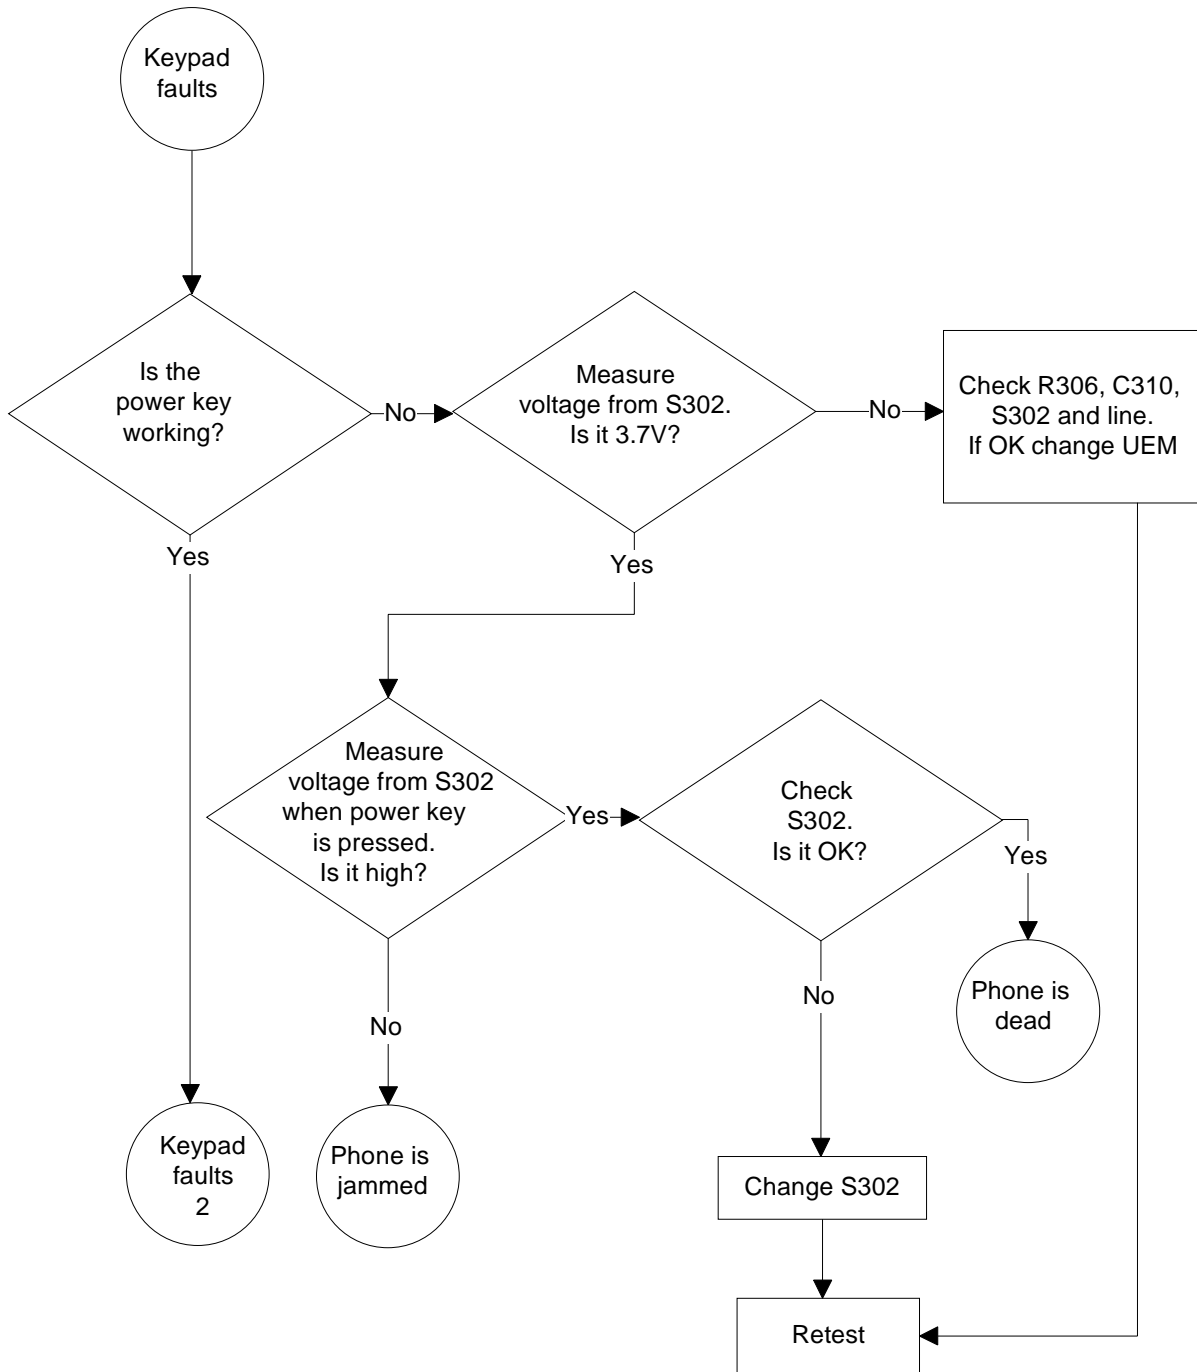 Keypad
faults
Is the
power key
working?
No
Measure
voltage from S302.
Is it 3.7V?
No
Check R306, C310,
S302 and line.
If OK change UEM
Yes
Yes
Measure
voltage from S302
when power key
is pressed.
Is it high?
Yes
Check
S302.
Is it OK?
Yes
No
No
Phone is
dead
Keypad
faults
2
Phone is
jammed
Change S302
Retest